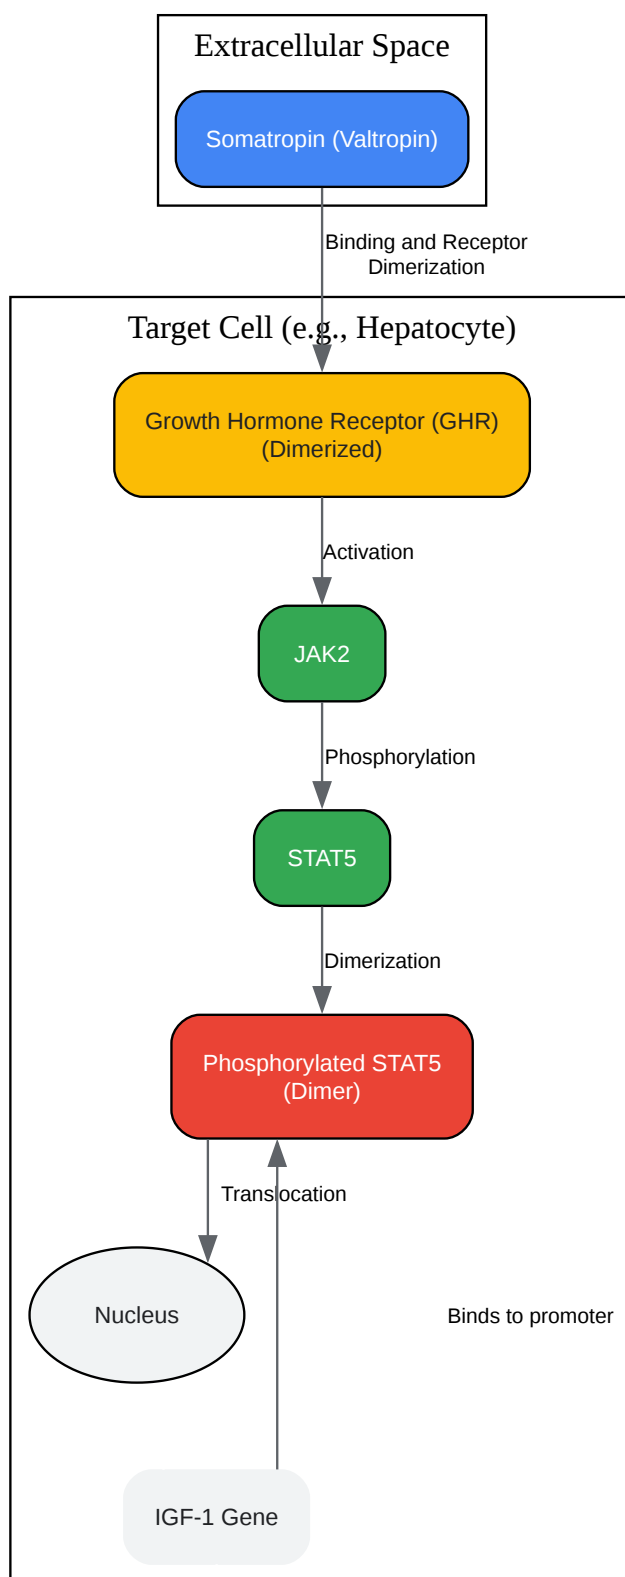 Extracellular Space
Somatropin (Valtropin)
Binding and Receptor
Dimerization
Target Cell (e.g., Hepatocyte)
Growth Hormone Receptor (GHR)
(Dimerized)
Activation
JAK2
Phosphorylation
STAT5
Dimerization
Phosphorylated STAT5
(Dimer)
Translocation
Nucleus
Binds to promoter
IGF-1 Gene